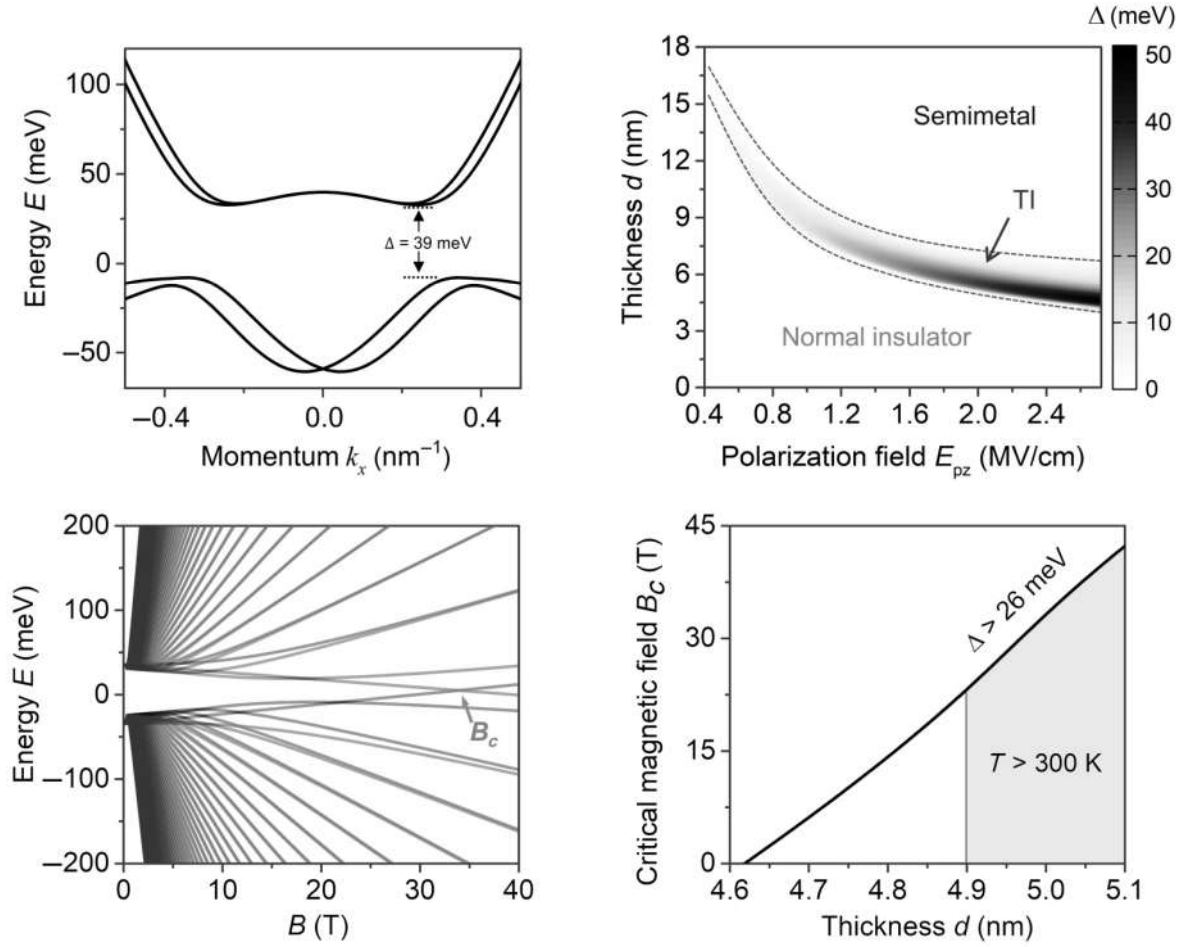 100
50
0
−50
Energy E (meV)
Δ = 39 meV
−0.4
0.0
0.4
Momentum kx (nm−1)
Δ (meV)
50
40
30
20
10
0
18
15
12
9
6
3
0
Thickness d (nm)
Semimetal
TI
Normal insulator
0.4
0.8
1.2
1.6
2.0
2.4
Polarization field Epz (MV/cm)
200
100
0
−100
−200
Energy E (meV)
Bc
0
10
20
30
40
B (T)
45
30
15
0
Critical magnetic field BC (T)
Δ > 26 meV
T > 300 K
4.6
4.7
4.8
4.9
5.0
5.1
Thickness d (nm)